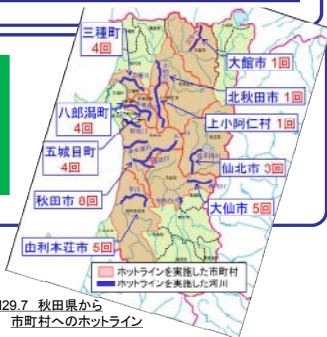 三種町
4回
大館市 1回
北秋田市 1回
八郎潟町
4回
上小阿仁村 1回
五城目町
4回
仙北市 3回
秋田市 8回
大仙市 5回
由利本荘市 5回
ホットラインを実施した市町村
ホットラインを実施した河川
H29.7 秋田県から
市町村へのホットライン